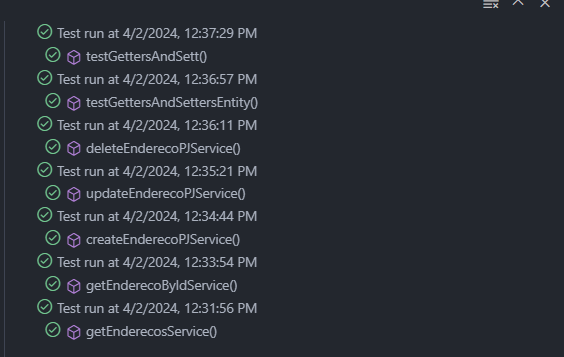 Test run at 4/2/2024, 12:37:29 PM
testGettersAndSett()
Test run at 4/2/2024, 12:36:57 PM
testGettersAndSettersEntity()
Test run at 4/2/2024, 12:36:11 PM
deleteEnderecoPJService()
Test run at 4/2/2024, 12:35:21 PM
updateEnderecoPJService()
Test run at 4/2/2024, 12:34:44 PM
createEnderecoPJService()
Test run at 4/2/2024, 12:33:54 PM
getEnderecoByIdService()
Test run at 4/2/2024, 12:31:56 PM
getEnderecosService()